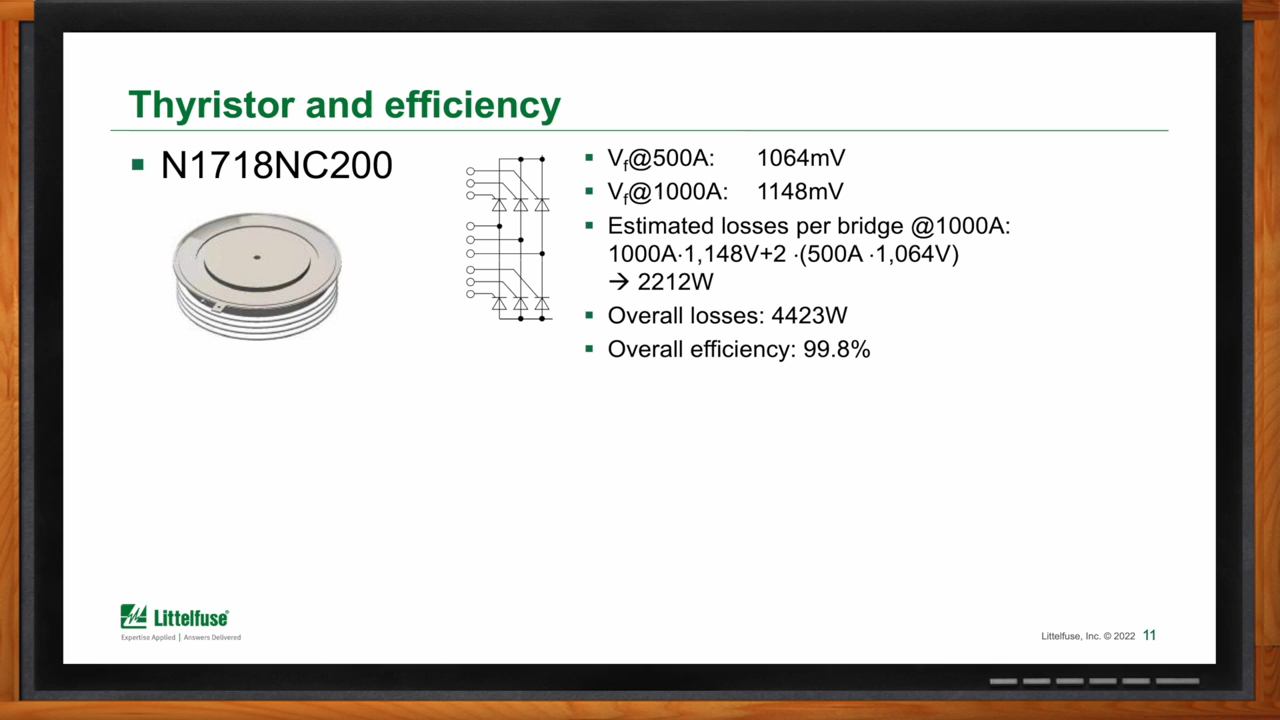 Thyristor and efficiency
▪ N1718NC200
▪ Vf@500A: 1064mV
▪ Vf@1000A: 1148mV
▪ Estimated losses per bridge @1000A:
1000A·1,148V+2 ·(500A ·1,064V)
→ 2212W
▪ Overall losses: 4423W
▪ Overall efficiency: 99.8%
Littelfuse®
Expertise Applied | Answers Delivered
Littelfuse, Inc. © 2022 11